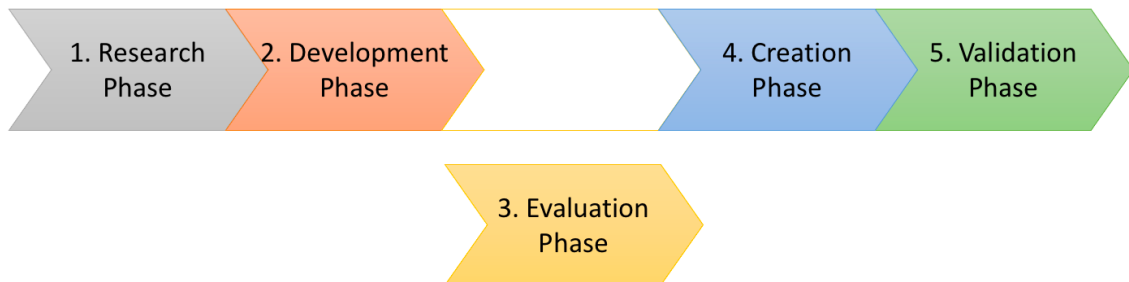 1. Research
Phase
2. Development
Phase
4. Creation
Phase
5. Validation
Phase
3. Evaluation
Phase